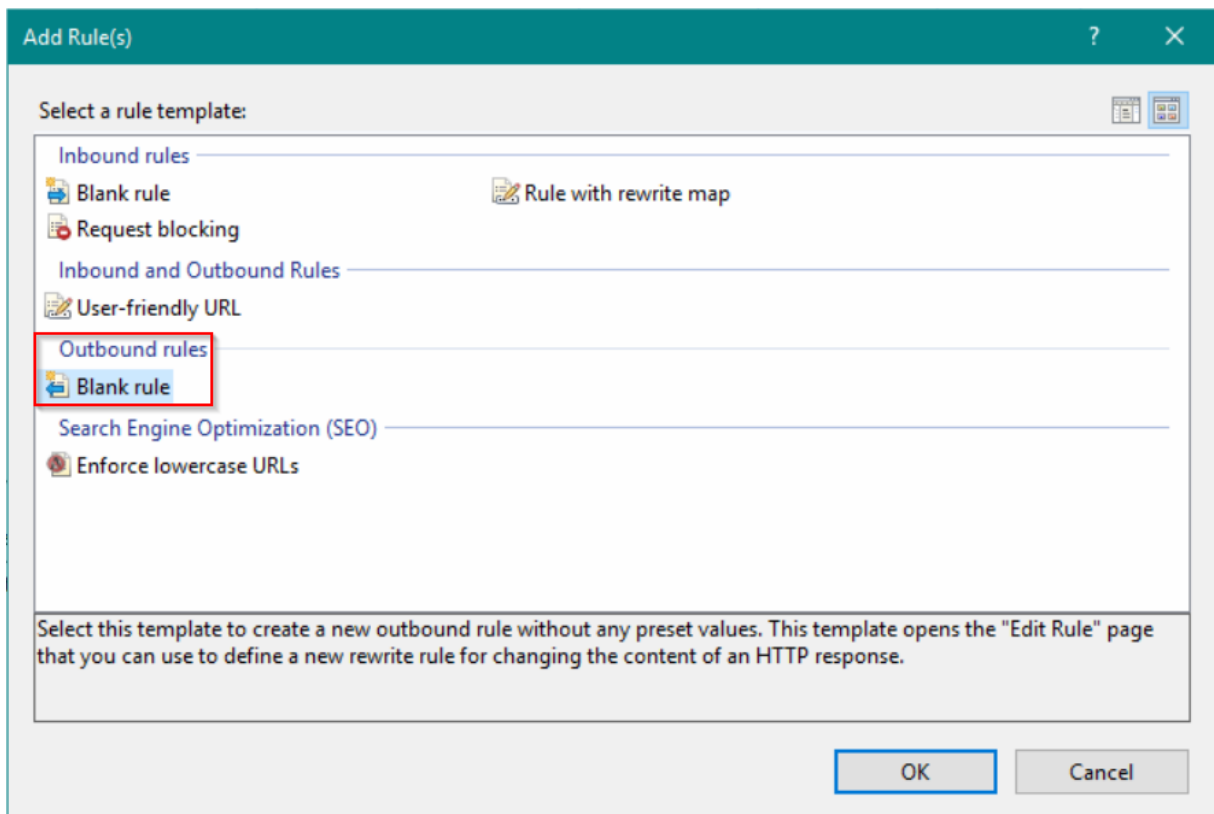 Add Rule(s)
?
Select a rule template:
Inbound rules
Blank rule
Rule with rewrite map
Request blocking
Inbound and Outbound Rules
User-friendly URL
Outbound rules
Blank rule
Search Engine Optimization (SEO)
Enforce lowercase URLs
Select this template to create a new outbound rule without any preset values. This template opens the "Edit Rule" page
that you can use to define a new rewrite rule for changing the content of an HTTP response.
OK
Cancel